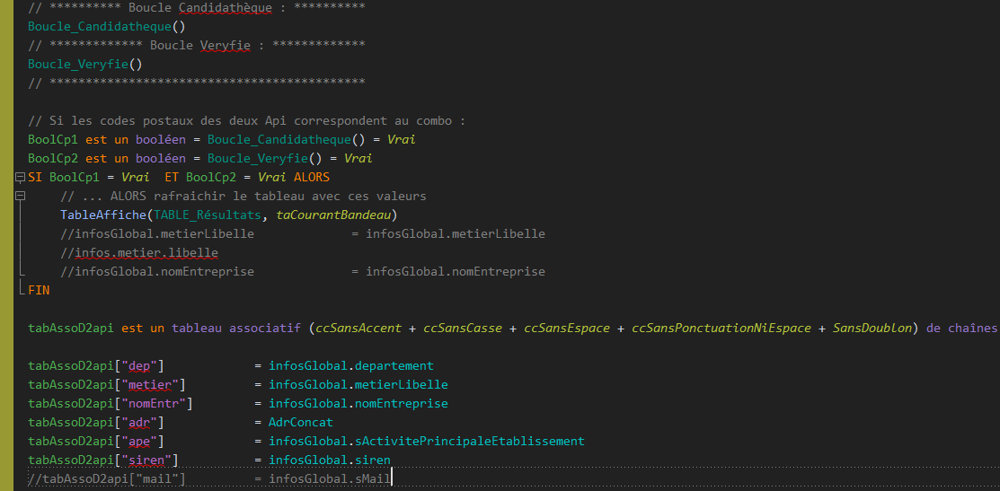 // ********** Boucle Candidathèque : **********
Boucle_Candidatheque()
// ************* Boucle Veryfie : *************
Boucle_Veryfie()
// ********************************************
// Si les codes postaux des deux Api correspondent au combo :
BoolCp1 est un booléen = Boucle_Candidatheque() = Vrai
BoolCp2 est un booléen = Boucle_Veryfie() = Vrai
SI BoolCp1 = Vrai  ET BoolCp2 = Vrai ALORS
// ... ALORS rafraichir le tableau avec ces valeurs
TableAffiche(TABLE_Résultats, taCourantBandeau)
//infosGlobal.metierLibelle = infosGlobal.metierLibelle
//infos.metier.libelle
//infosGlobal.nomEntreprise = infosGlobal.nomEntreprise
FIN
tabAssoD2api est un tableau associatif (ccSansAccent + ccSansCasse + ccSansEspace + ccSansPonctuationNiEspace + SansDoublon) de chaînes
tabAssoD2api["dep"] = infosGlobal.departement
tabAssoD2api["metier"] = infosGlobal.metierLibelle
tabAssoD2api["nomEntr"] = infosGlobal.nomEntreprise
tabAssoD2api["adr"] = AdrConcat
tabAssoD2api["ape"] = infosGlobal.sActivitePrincipaleEtablissement
tabAssoD2api["siren"] = infosGlobal.siren
//tabAssoD2api["mail"] = infosGlobal.sMail